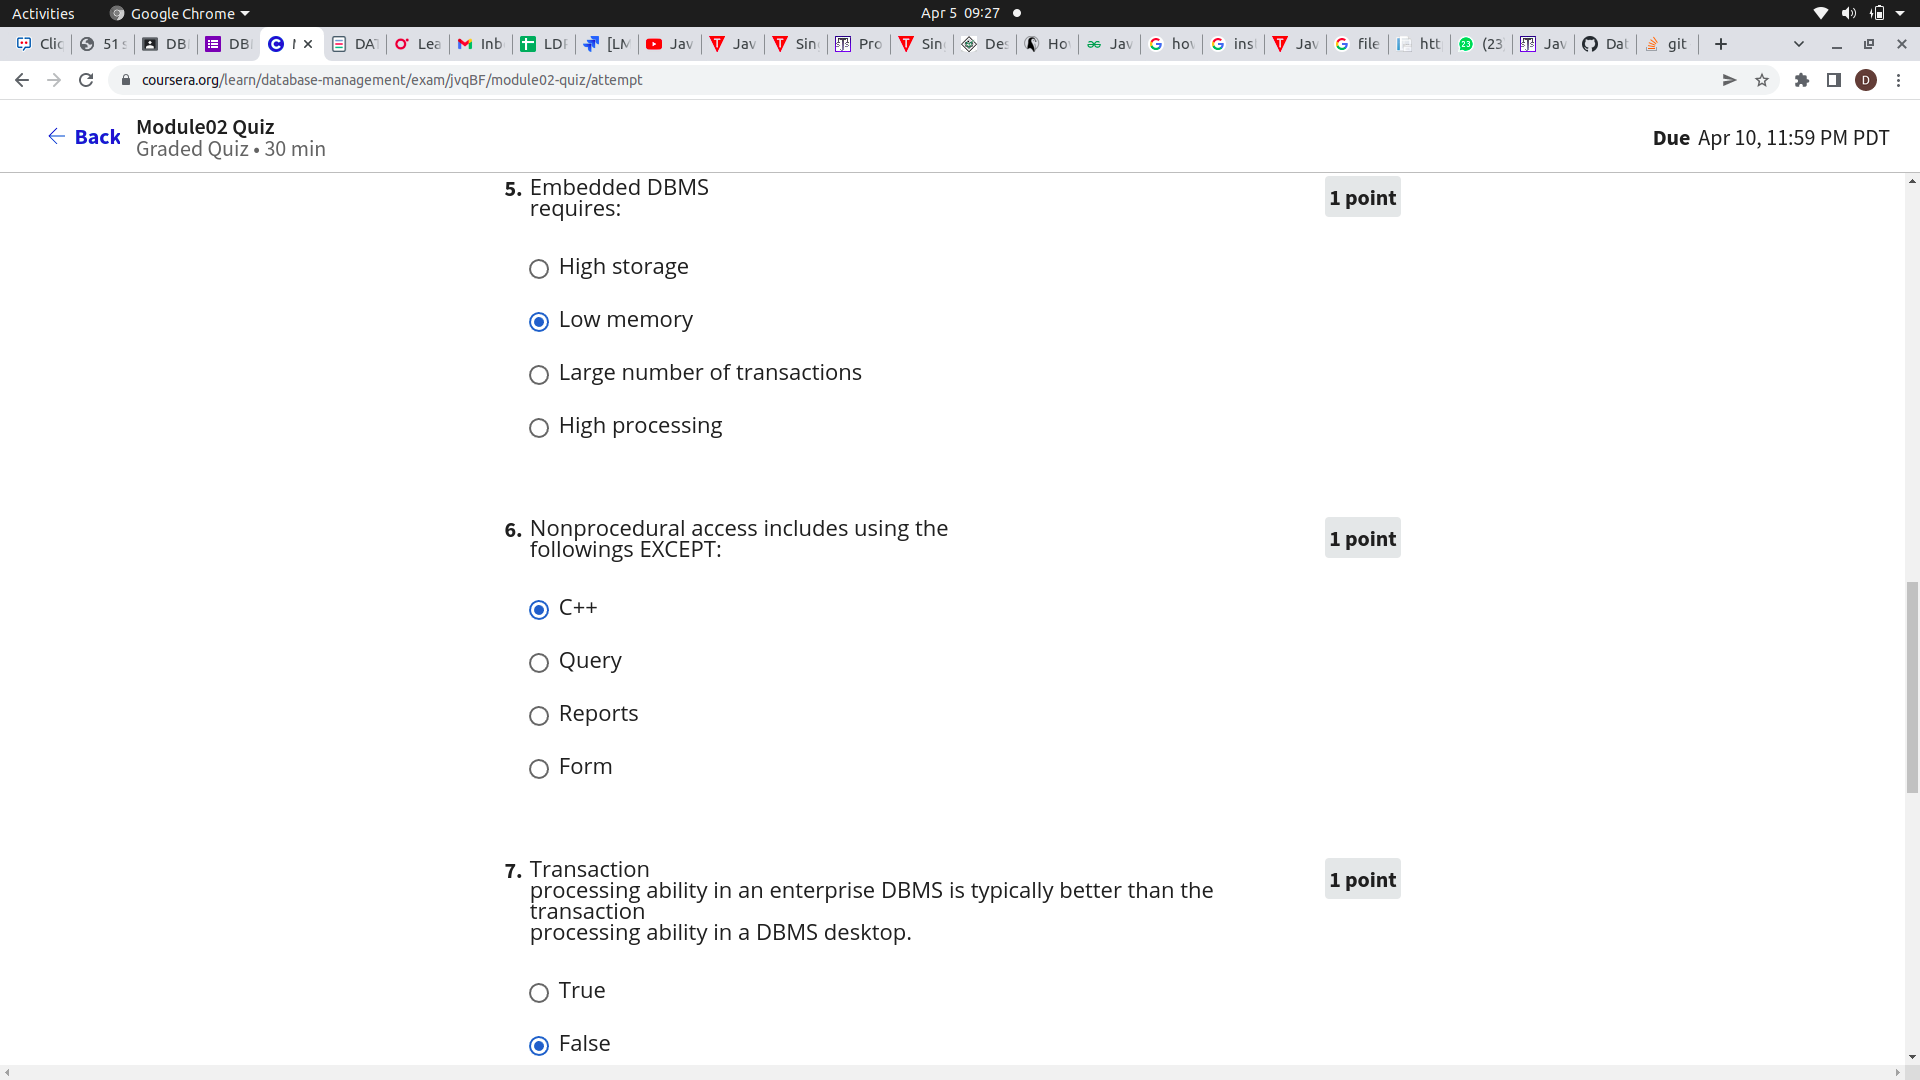 Activities Google Chrome Apr 5 09:27
Clic 51 s DB DB DA Lea Inb LDF [LM Jav Jav Sin Pro Sin Des Ho Jav ho ins Jav file htt (23 Jav Dat git
coursera.org/learn/database-management/exam/jvqBF/module02-quiz/attempt D
Back Module02 Quiz
Graded Quiz • 30 min
Due Apr 10, 11:59 PM PDT
5. Embedded DBMS
requires:
1 point
High storage
Low memory
Large number of transactions
High processing
6. Nonprocedural access includes using the
followings EXCEPT:
1 point
C++
Query
Reports
Form
7. Transaction
processing ability in an enterprise DBMS is typically better than the
transaction
processing ability in a DBMS desktop.
1 point
True
False